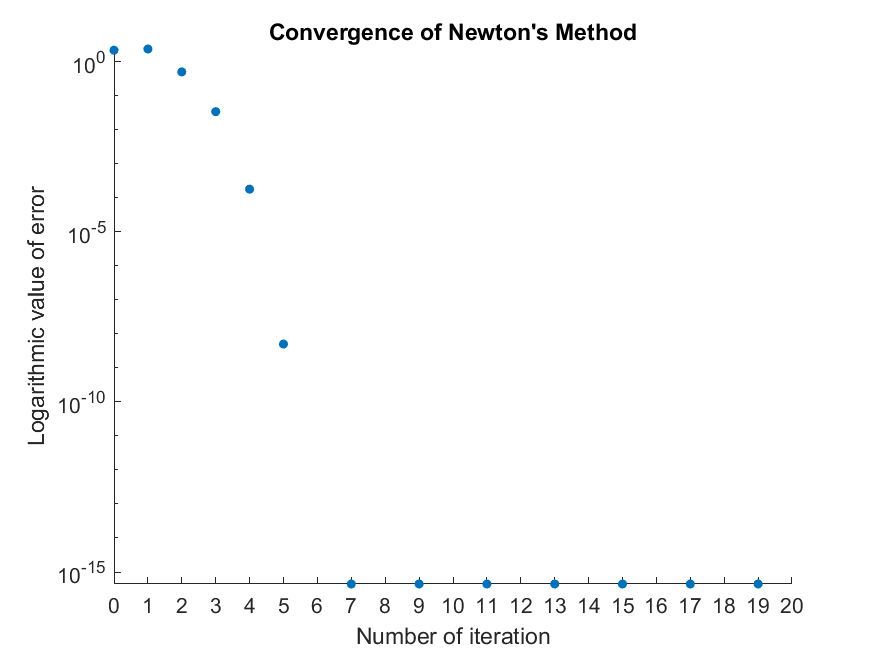 Convergence of Newton's Method
Logarithmic value of error
10^0
10^-5
10^-10
10^-15
0 1 2 3 4 5 6 7 8 9 10 11 12 13 14 15 16 17 18 19 20
Number of iteration